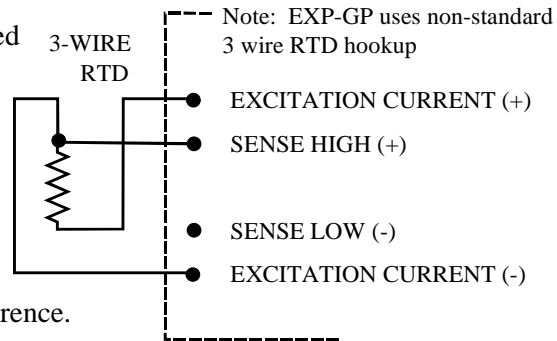 Note: EXP-GP uses non-standard
3 wire RTD hookup
3-WIRE
RTD
EXCITATION CURRENT (+)
SENSE HIGH (+)
SENSE LOW (-)
EXCITATION CURRENT (-)